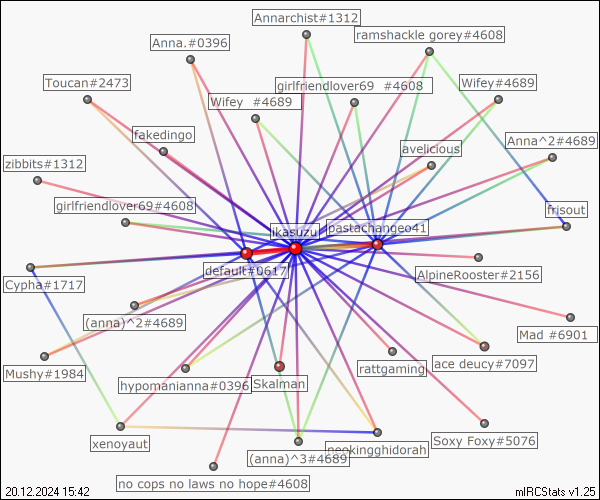 Annarchist#1312
ramshackle gorey#4608
Anna.#0396
Toucan#2473
girlfriendlover69 #4608
Wifey#4689
Wifey #4689
fakedingo
avelicious
Anna^2#4689
zibbits#1312
girlfriendlover69#4608
frisout
ikasuzu
pastachangeo41
default#0617
Cypha#1717
AlpineRooster#2156
(anna)^2#4689
Mad #6901
Mushy#1984
hypomanianna#0396
Skalman
rattgaming
ace deucy#7097
xenoyaut
(anna)^3#4689
neokingghidorah
Soxy Foxy#5076
no cops no laws no hope#4608
20.12.2024 15:42
mIRCStats v1.25